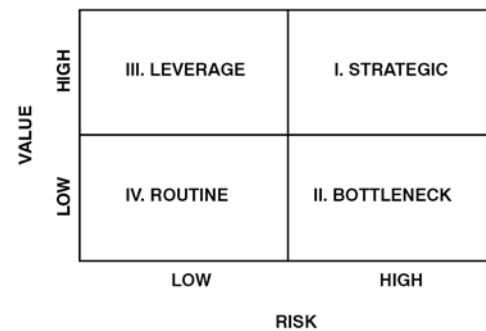 HIGH
III. LEVERAGE
I. STRATEGIC
VALUE
LOW
IV. ROUTINE
II. BOTTLENECK
LOW
HIGH
RISK